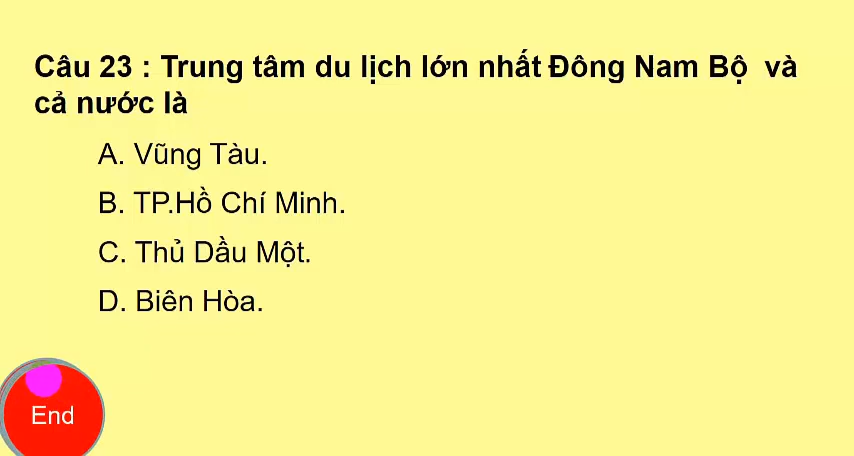 Câu 23 : Trung tâm du lịch lớn nhất Đông Nam Bộ và
cả nước là
A. Vũng Tàu.
B. TP.Hồ Chí Minh.
C. Thủ Dầu Một.
D. Biên Hòa.
End